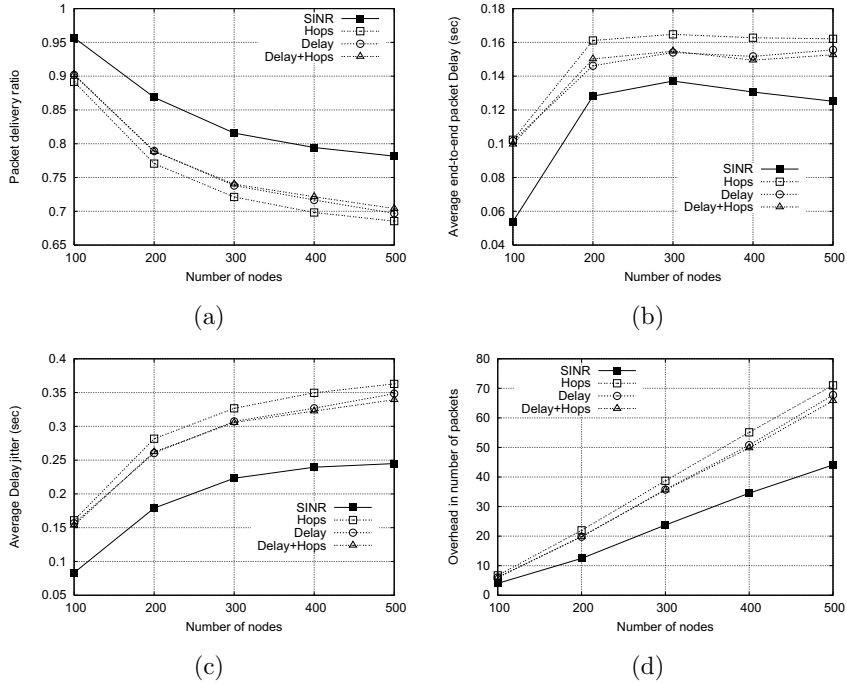 1
0.95
0.90
0.85
0.8
0.75
0.7
0.65
100 200 300 400 500
Packet delivery ratio
Number of nodes
SINR
Hops
Delay
Delay+Hops
(a)
0.18
0.16
0.14
0.12
0.1
0.08
0.06
0.04
100 200 300 400 500
Average end-to-end packet Delay (sec)
Number of nodes
SINR
Hops
Delay
Delay+Hops
(b)
0.4
0.35
0.3
0.25
0.2
0.15
0.1
0.05
100 200 300 400 500
Average Delay jitter (sec)
Number of nodes
SINR
Hops
Delay
Delay+Hops
(c)
80
70
60
50
40
30
20
10
0
100 200 300 400 500
Overhead in number of packets
Number of nodes
SINR
Hops
Delay
Delay+Hops
(d)